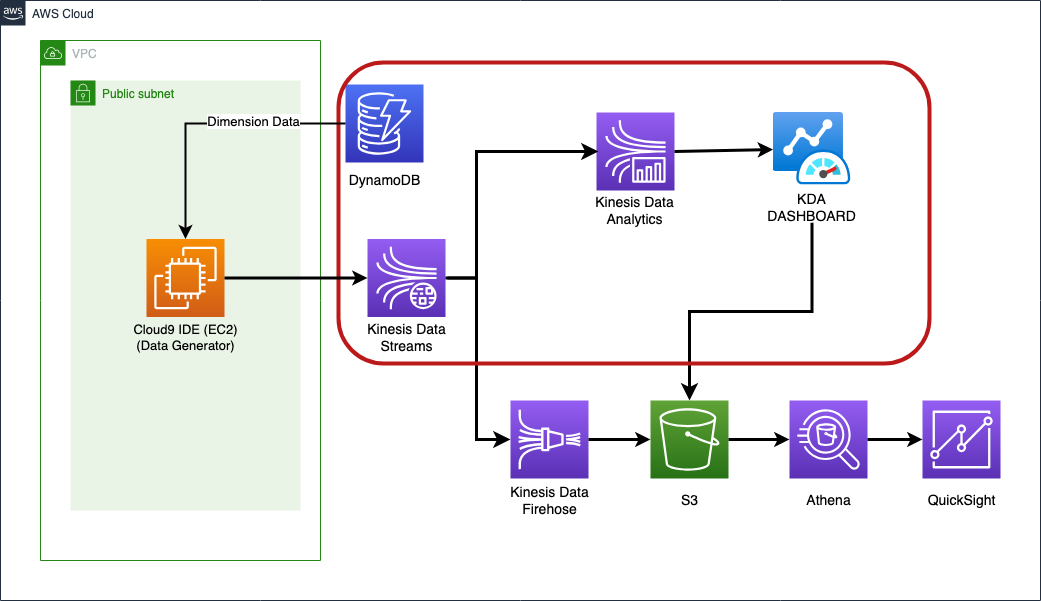 aws
AWS Cloud
VPC
Public subnet
Dimension Data
DynamoDB
Kinesis Data
Analytics
KDA
DASHBOARD
Cloud9 IDE (EC2)
(Data Generator)
Kinesis Data
Streams
Kinesis Data
Firehose
S3
Athena
QuickSight